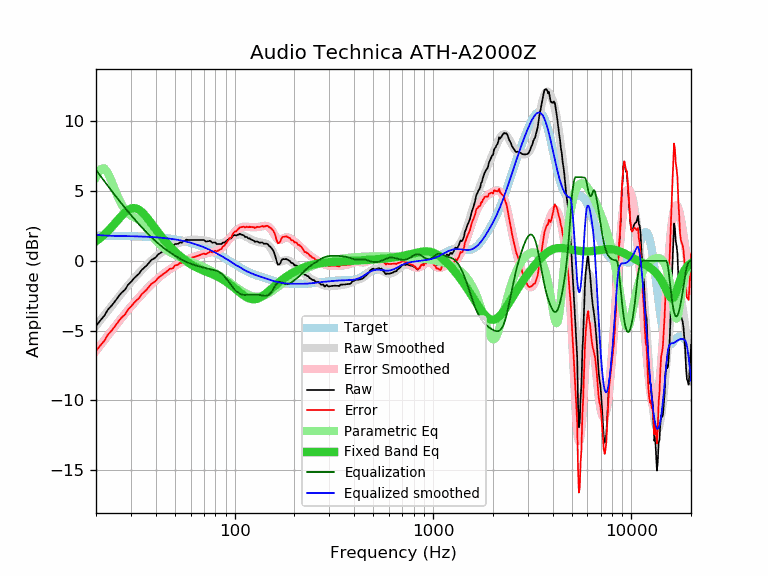 Audio Technica ATH-A2000Z
Amplitude (dBr)
10
5
0
−5
−10
−15
Target
Raw Smoothed
Error Smoothed
Raw
Error
Parametric Eq
Fixed Band Eq
Equalization
Equalized smoothed
100 1000 10000
Frequency (Hz)